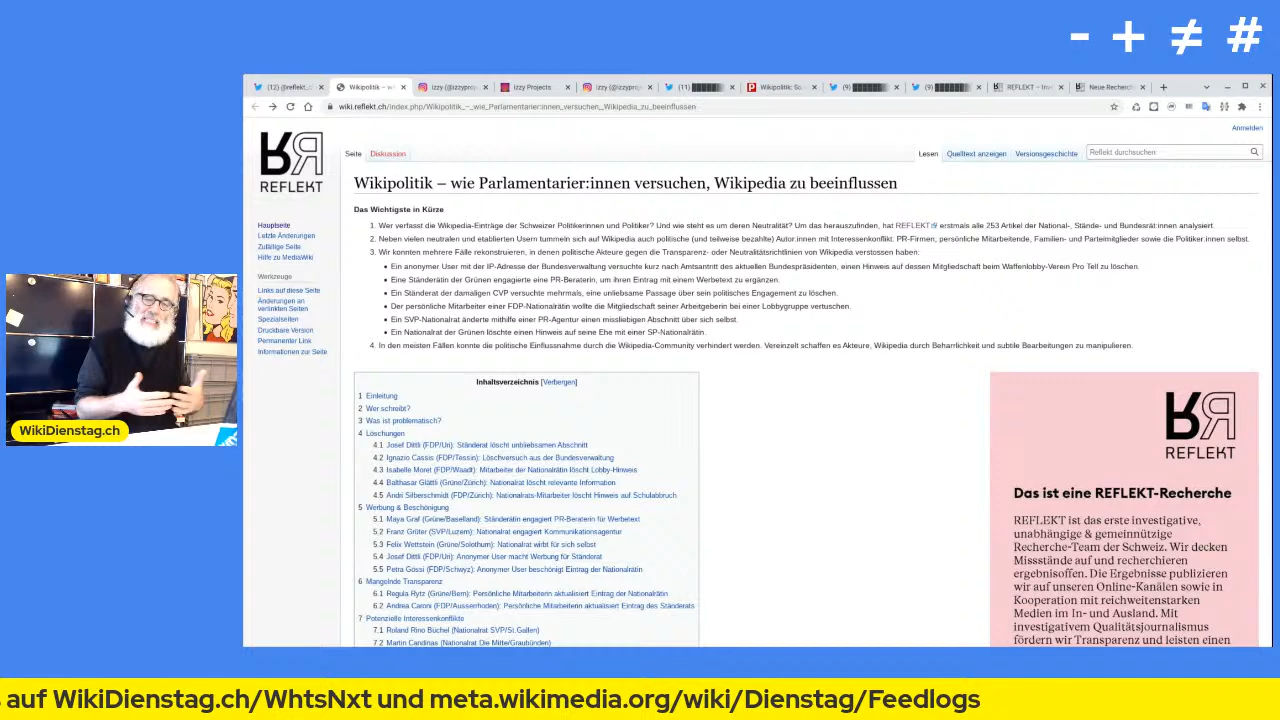 - + ≠ #
(12) @reflekt_
Wikipolitik – wi
izzy (@izzyproj
izzy Projects
izzy (@izzyproj
(11)
Wikipolitik: So
(9)
(9)
REFLEKT – Inv
Neue Recherch
wiki.reflekt.ch/index.php/Wikipolitik_–_wie_Parlamentarier:innen_versuchen,_Wikipedia_zu_beeinflussen
Anmelden
REFLEKT
Seite
Diskussion
Lesen
Quelltext anzeigen
Versionsgeschichte
Reflekt durchsuchen
Wikipolitik – wie Parlamentarier:innen versuchen, Wikipedia zu beeinflussen
Hauptseite
Letzte Änderungen
Zufällige Seite
Hilfe zu MediaWiki
Werkzeuge
Links auf diese Seite
Änderungen an
verlinkten Seiten
Spezialseiten
Druckbare Version
Permanenter Link
Informationen zur Seite
Das Wichtigste in Kürze
1. Wer verfasst die Wikipedia-Einträge der Schweizer Politikerinnen und Politiker? Und wie steht es um deren Neutralität? Um das herauszufinden, hat REFLEKT erstmals alle 253 Artikel der National-, Stände- und Bundesrät:innen analysiert.
2. Neben vielen neutralen und etablierten Usern tummeln sich auf Wikipedia auch politische (und teilweise bezahlte) Autor:innen mit Interessenkonflikt. PR-Firmen, persönliche Mitarbeitende, Familien- und Parteimitglieder sowie die Politiker:innen selbst.
3. Wir konnten mehrere Fälle rekonstruieren, in denen politische Akteure gegen die Transparenz- oder Neutralitätsrichtlinien von Wikipedia verstossen haben:
• Ein anonymer User mit der IP-Adresse der Bundesverwaltung versuchte kurz nach Amtsantritt des aktuellen Bundespräsidenten, einen Hinweis auf dessen Mitgliedschaft beim Waffenlobby-Verein Pro Tell zu löschen.
• Eine Ständerätin der Grünen engagierte eine PR-Beraterin, um ihren Eintrag mit einem Werbetext zu ergänzen.
• Ein Ständerat der damaligen CVP versuchte mehrmals, eine unliebsame Passage über sein politisches Engagement zu löschen.
• Der persönliche Mitarbeiter einer FDP-Nationalrätin wollte die Mitgliedschaft seiner Arbeitgeberin bei einer Lobbygruppe vertuschen.
• Ein SVP-Nationalrat änderte mithilfe einer PR-Agentur einen missliebigen Abschnitt über sich selbst.
• Ein Nationalrat der Grünen löschte einen Hinweis auf seine Ehe mit einer SP-Nationalrätin.
4. In den meisten Fällen konnte die politische Einflussnahme durch die Wikipedia-Community verhindert werden. Vereinzelt schaffen es Akteure, Wikipedia durch Beharrlichkeit und subtile Bearbeitungen zu manipulieren.
Inhaltsverzeichnis [Verbergen]
1 Einleitung
2 Wer schreibt?
3 Was ist problematisch?
4 Löschungen
4.1 Josef Dittli (FDP/Uri): Ständerat löscht unbliebsamen Abschnitt
4.2 Ignazio Cassis (FDP/Tessin): Löschversuch aus der Bundesverwaltung
4.3 Isabelle Moret (FDP/Waadt): Mitarbeiter der Nationalrätin löscht Lobby-Hinweis
4.4 Balthasar Glättli (Grüne/Zürich): Nationalrat löscht relevante Information
4.5 Andri Silberschmidt (FDP/Zürich): Nationalrats-Mitarbeiter löscht Hinweis auf Schulabbruch
5 Werbung & Beschönigung
5.1 Maya Graf (Grüne/Baselland): Ständerätin engagiert PR-Beraterin für Werbetext
5.2 Franz Grüter (SVP/Luzern): Nationalrat engagiert Kommunikationsagentur
5.3 Felix Wettstein (Grüne/Solothurn): Nationalrat wirbt für sich selbst
5.4 Josef Dittli (FDP/Uri): Anonymer User macht Werbung für Ständerat
5.5 Petra Gössi (FDP/Schwyz): Anonymer User beschönigt Eintrag der Nationalrätin
6 Mangelnde Transparenz
6.1 Regula Rytz (Grüne/Bern): Persönliche Mitarbeiterin aktualisiert Eintrag der Nationalrätin
6.2 Andrea Caroni (FDP/Ausserrhoden): Persönliche Mitarbeiterin aktualisiert Eintrag des Ständerats
7 Potenzielle Interessenkonflikte
7.1 Roland Rino Büchel (Nationalrat SVP/St.Gallen)
7.2 Martin Candinas (Nationalrat Die Mitte/Graubünden)
REFLEKT
Das ist eine REFLEKT-Recherche
REFLEKT ist das erste investigative,
unabhängige & gemeinnützige
Recherche-Team der Schweiz. Wir decken
Missstände auf und recherchieren
ergebnisoffen. Die Ergebnisse publizieren
wir auf unseren Online-Kanälen sowie in
Kooperation mit reichweitenstarken
Medien im In- und Ausland. Mit
investigativem Qualitätsjournalismus
fördern wir Transparenz und leisten einen
WikiDienstag.ch
auf WikiDienstag.ch/WhtsNxt und meta.wikimedia.org/wiki/Dienstag/Feedlogs